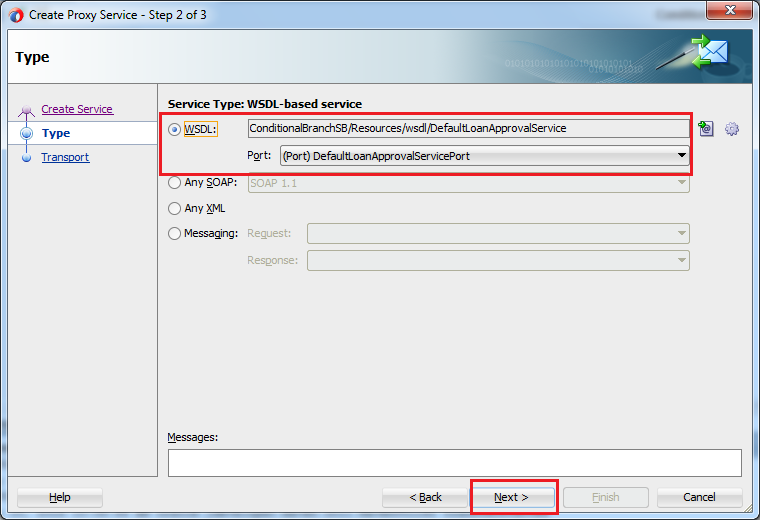 Create Proxy Service - Step 2 of 3
Type
Create Service
Type
Transport
Service Type: WSDL-based service
WSDL: ConditionalBranchSB/Resources/wsdl/DefaultLoanApprovalService
Port: (Port) DefaultLoanApprovalServicePort
Any SOAP: SOAP 1.1
Any XML
Messaging: Request:
Response:
Messages:
Help < Back Next > Finish Cancel